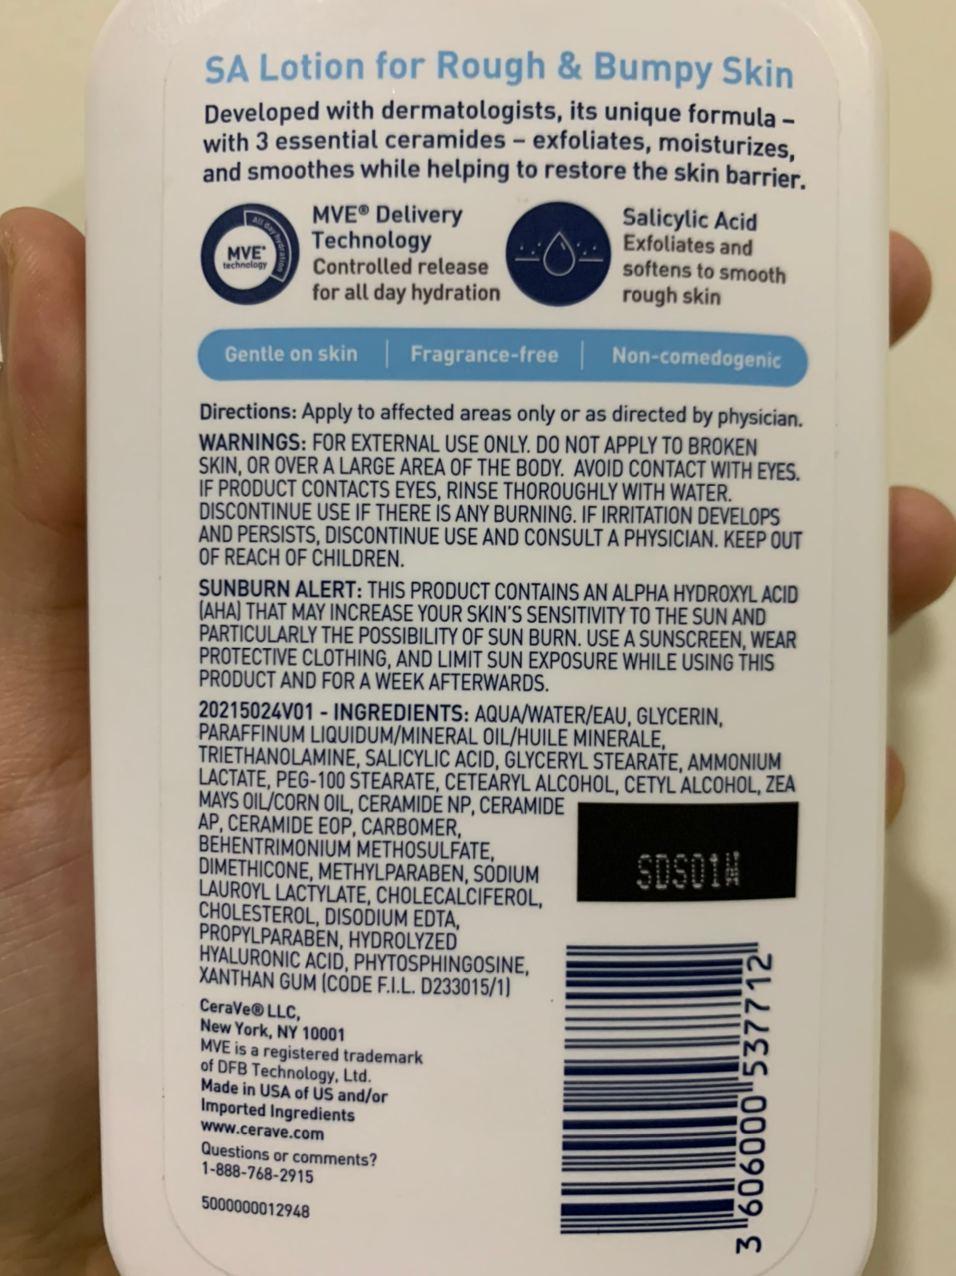 SA Lotion for Rough & Bumpy Skin
Developed with dermatologists, its unique formula –
with 3 essential ceramides – exfoliates, moisturizes,
and smoothes while helping to restore the skin barrier.
All day hydration
MVE*
technology
MVE® Delivery
Technology
Controlled release
for all day hydration
Salicylic Acid
Exfoliates and
softens to smooth
rough skin
Gentle on skin | Fragrance-free | Non-comedogenic
Directions: Apply to affected areas only or as directed by physician.
WARNINGS: FOR EXTERNAL USE ONLY. DO NOT APPLY TO BROKEN
SKIN, OR OVER A LARGE AREA OF THE BODY. AVOID CONTACT WITH EYES.
IF PRODUCT CONTACTS EYES, RINSE THOROUGHLY WITH WATER.
DISCONTINUE USE IF THERE IS ANY BURNING. IF IRRITATION DEVELOPS
AND PERSISTS, DISCONTINUE USE AND CONSULT A PHYSICIAN. KEEP OUT
OF REACH OF CHILDREN.
SUNBURN ALERT: THIS PRODUCT CONTAINS AN ALPHA HYDROXYL ACID
(AHA) THAT MAY INCREASE YOUR SKIN'S SENSITIVITY TO THE SUN AND
PARTICULARLY THE POSSIBILITY OF SUN BURN. USE A SUNSCREEN, WEAR
PROTECTIVE CLOTHING, AND LIMIT SUN EXPOSURE WHILE USING THIS
PRODUCT AND FOR A WEEK AFTERWARDS.
20215024V01 - INGREDIENTS: AQUA/WATER/EAU, GLYCERIN,
PARAFFINUM LIQUIDUM/MINERAL OIL/HUILE MINERALE,
TRIETHANOLAMINE, SALICYLIC ACID, GLYCERYL STEARATE, AMMONIUM
LACTATE, PEG-100 STEARATE, CETEARYL ALCOHOL, CETYL ALCOHOL, ZEA
MAYS OIL/CORN OIL, CERAMIDE NP, CERAMIDE
AP, CERAMIDE EOP, CARBOMER,
BEHENTRIMONIUM METHOSULFATE,
DIMETHICONE, METHYLPARABEN, SODIUM
LAUROYL LACTYLATE, CHOLECALCIFEROL,
CHOLESTEROL, DISODIUM EDTA,
PROPYLPARABEN, HYDROLYZED
HYALURONIC ACID, PHYTOSPHINGOSINE,
XANTHAN GUM (CODE F.I.L. D233015/1)
SDS01W
CeraVe® LLC,
New York, NY 10001
MVE is a registered trademark
of DFB Technology, Ltd.
Made in USA of US and/or
Imported Ingredients
www.cerave.com
Questions or comments?
1-888-768-2915
5000000012948
3 606000 537712